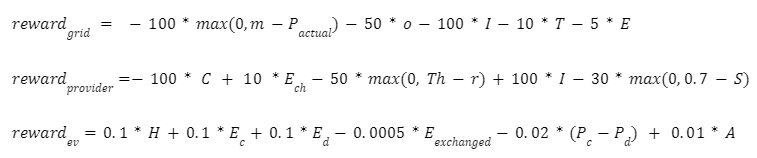 reward_grid = - 100 * max(0, m - P_actual) - 50 * o - 100 * I - 10 * T - 5 * E
reward_provider =- 100 * C + 10 * E_ch - 50 * max(0, Th - r) + 100 * I - 30 * max(0, 0.7 - S)
reward_ev = 0.1 * H + 0.1 * E_c + 0.1 * E_d - 0.0005 * E_exchanged - 0.02 * (P_c - P_d) + 0.01 * A